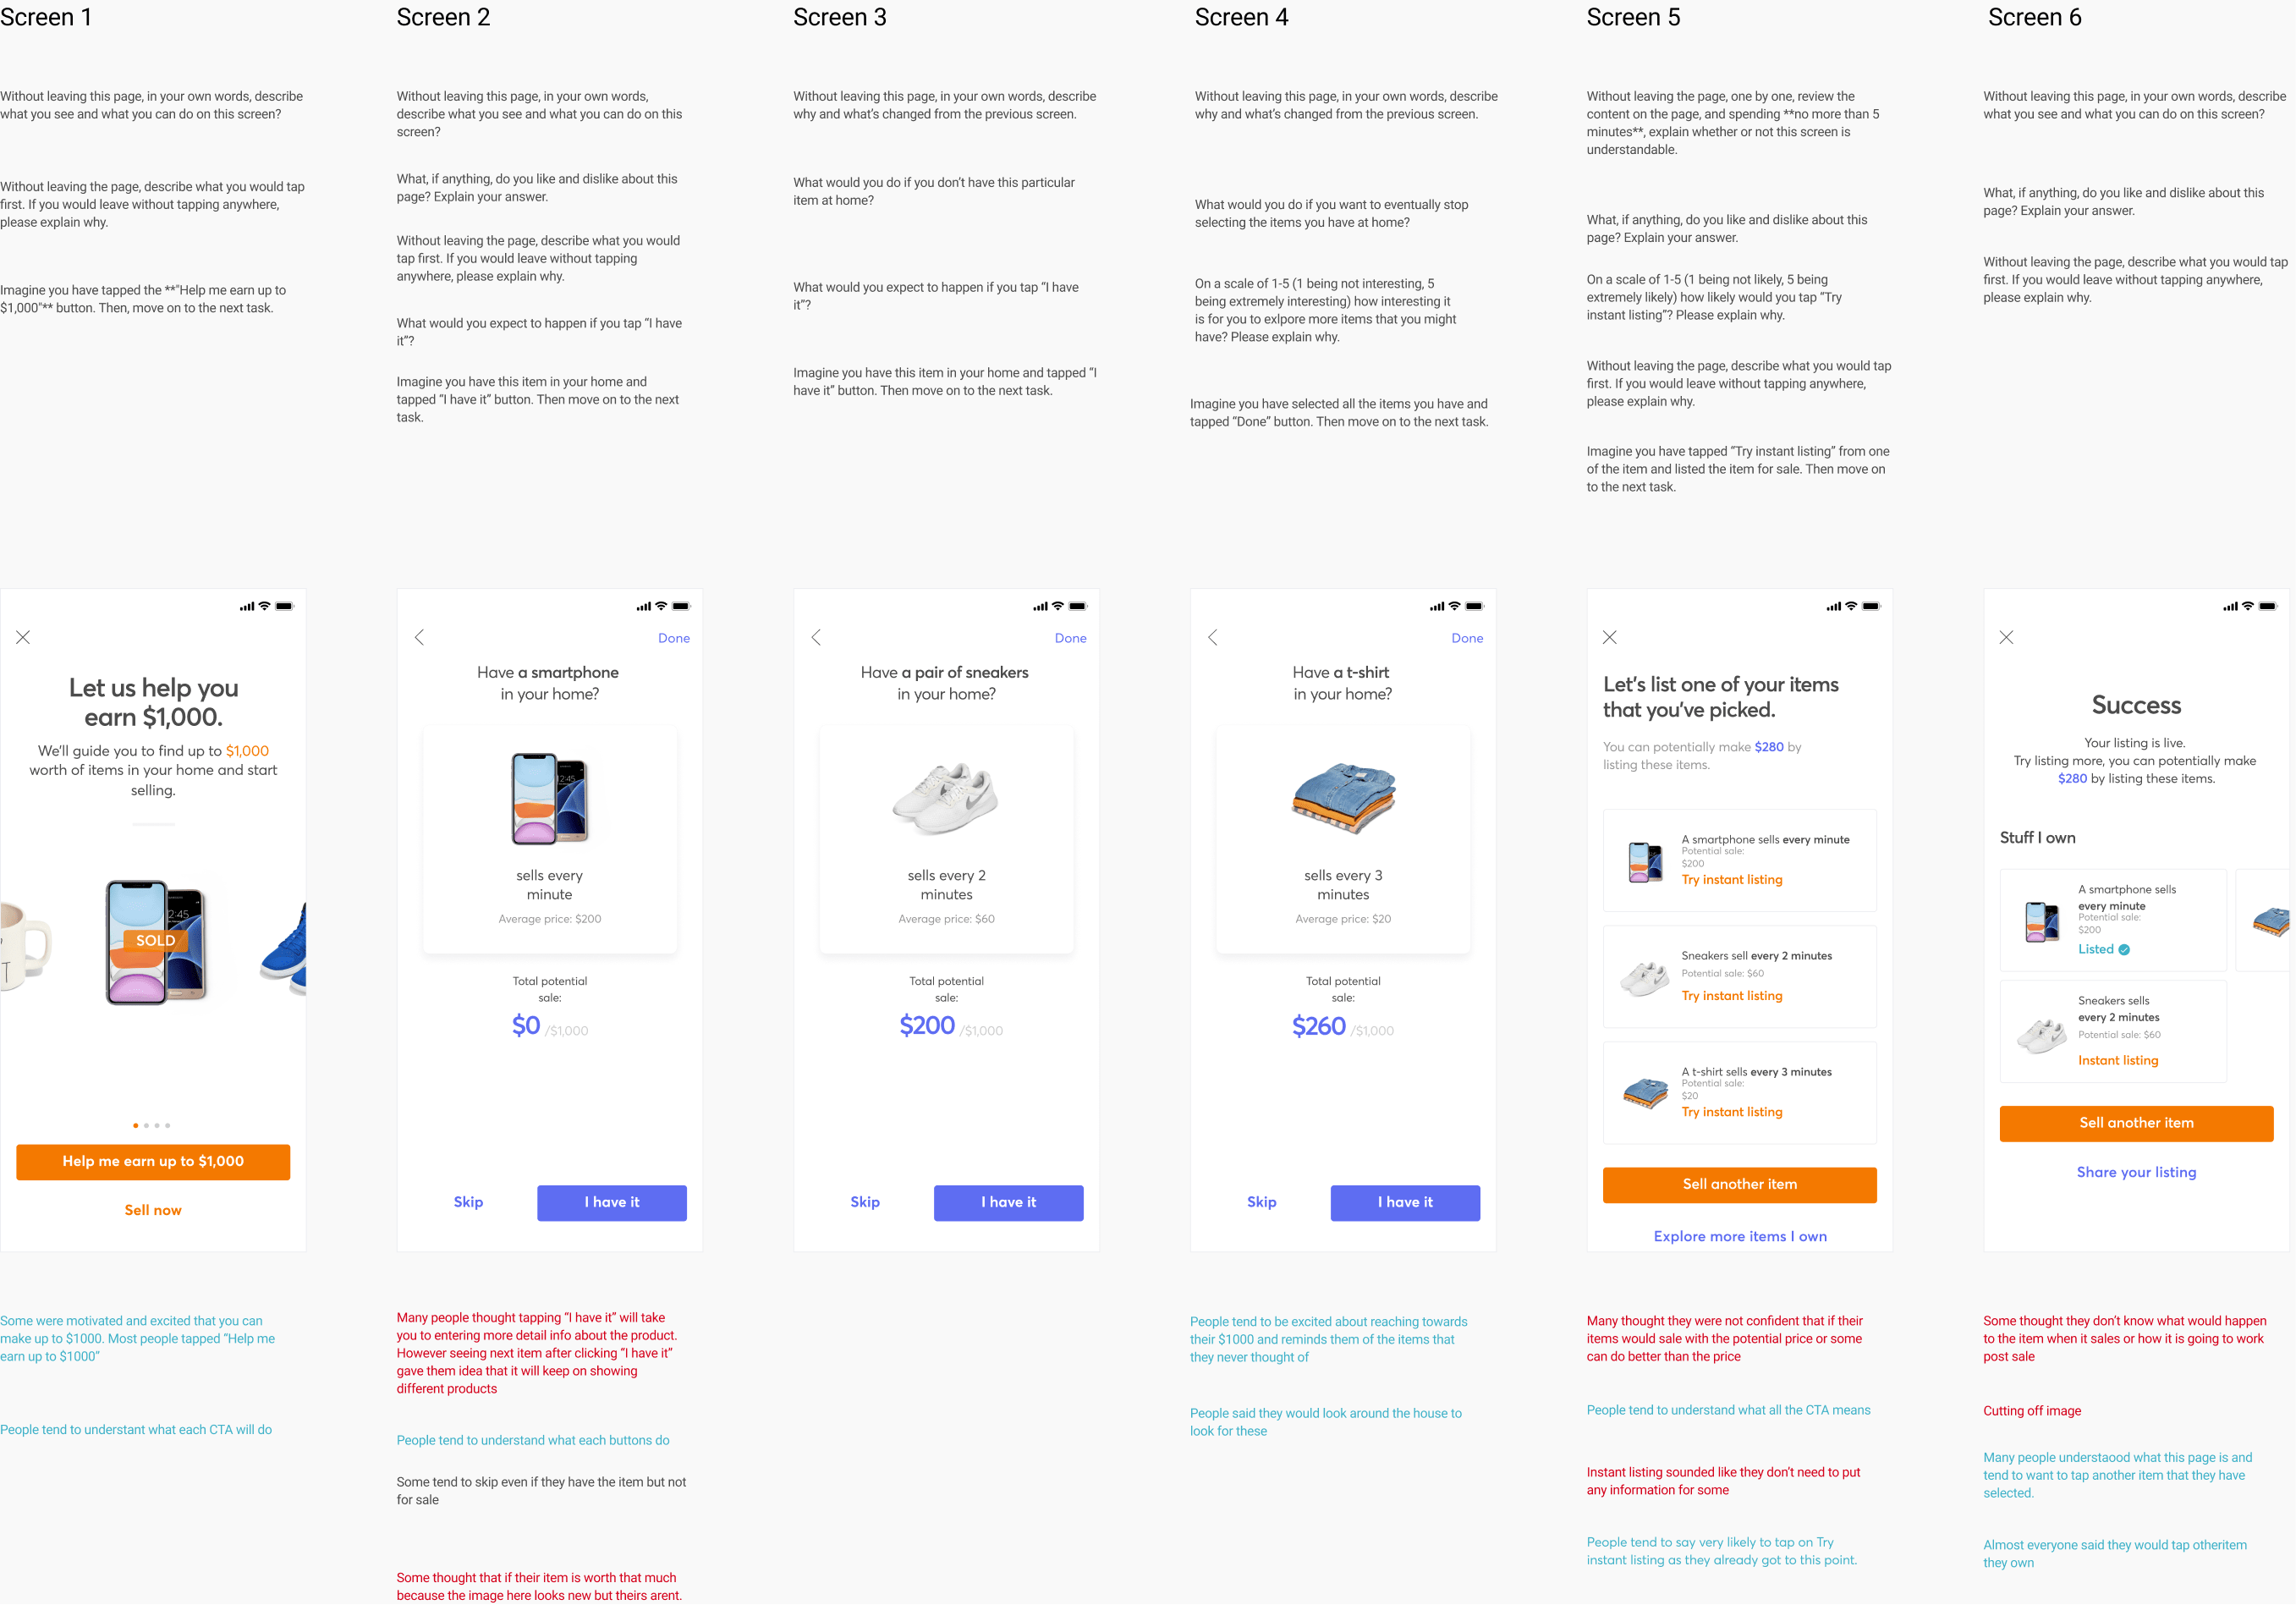 Screen 1
Without leaving this page, in your own words, describe
what you see and what you can do on this screen?
Without leaving the page, describe what you would tap
first. If you would leave without tapping anywhere,
please explain why.
Imagine you have tapped the **"Help me earn up to
$1,000"** button. Then, move on to the next task.
Let us help you
earn $1,000.
We'll guide you to find up to $1,000
worth of items in your home and start
selling.
2:45
SOLD
T
Help me earn up to $1,000
Sell now
Some were motivated and excited that you can
make up to $1000. Most people tapped “Help me
earn up to $1000”
People tend to understant what each CTA will do
Screen 2
Without leaving this page, in your own words,
describe what you see and what you can do on this
screen?
What, if anything, do you like and dislike about this
page? Explain your answer.
Without leaving the page, describe what you would
tap first. If you would leave without tapping
anywhere, please explain why.
What would you expect to happen if you tap “I have
it”?
Imagine you have this item in your home and
tapped “I have it” button. Then move on to the next
task.
Done
Have a smartphone
in your home?
12:45
sells every
minute
Average price: $200
Total potential
sale:
$0 /$1,000
Skip
I have it
Many people thought tapping “I have it” will take
you to entering more detail info about the product.
However seeing next item after clicking “I have it”
gave them idea that it will keep on showing
different products
People tend to understand what each buttons do
Some tend to skip even if they have the item but not
for sale
Some thought that if their item is worth that much
because the image here looks new but theirs arent.
Screen 3
Without leaving this page, in your own words, describe
why and what’s changed from the previous screen.
What would you do if you don’t have this particular
item at home?
What would you expect to happen if you tap “I have
it”?
Imagine you have this item in your home and tapped “I
have it” button. Then move on to the next task.
Done
Have a pair of sneakers
in your home?
sells every 2
minutes
Average price: $60
Total potential
sale:
$200 /$1,000
Skip
I have it
Screen 4
Without leaving this page, in your own words, describe
why and what’s changed from the previous screen.
What would you do if you want to eventually stop
selecting the items you have at home?
On a scale of 1-5 (1 being not interesting, 5
being extremely interesting) how interesting it
is for you to exlpore more items that you might
have? Please explain why.
Imagine you have selected all the items you have and
tapped “Done” button. Then move on to the next task.
Done
Have a t-shirt
in your home?
sells every 3
minutes
Average price: $20
Total potential
sale:
$260 /$1,000
Skip
I have it
People tend to be excited about reaching towards
their $1000 and reminds them of the items that
they never thought of
People said they would look around the house to
look for these
Screen 5
Without leaving the page, one by one, review the
content on the page, and spending **no more than 5
minutes**, explain whether or not this screen is
understandable.
What, if anything, do you like and dislike about this
page? Explain your answer.
On a scale of 1-5 (1 being not likely, 5 being
extremely likely) how likely would you tap “Try
instant listing”? Please explain why.
Without leaving the page, describe what you would tap
first. If you would leave without tapping anywhere,
please explain why.
Imagine you have tapped “Try instant listing” from one
of the item and listed the item for sale. Then move on
to the next task.
Let’s list one of your items
that you’ve picked.
You can potentially make $280 by
listing these items.
A smartphone sells every minute
Potential sale:
$200
Try instant listing
Sneakers sell every 2 minutes
Potential sale: $60
Try instant listing
A t-shirt sells every 3 minutes
Potential sale:
$20
Try instant listing
Sell another item
Explore more items I own
Many thought they were not confident that if their
items would sale with the potential price or some
can do better than the price
People tend to understand what all the CTA means
Instant listing sounded like they don’t need to put
any information for some
People tend to say very likely to tap on Try
instant listing as they already got to this point.
Screen 6
Without leaving this page, in your own words, describe
what you see and what you can do on this screen?
What, if anything, do you like and dislike about this
page? Explain your answer.
Without leaving the page, describe what you would tap
first. If you would leave without tapping anywhere,
please explain why.
Success
Your listing is live.
Try listing more, you can potentially make
$280 by listing these items.
Stuff I own
A smartphone sells
every minute
Potential sale:
$200
Listed
Sneakers sells
every 2 minutes
Potential sale: $60
Instant listing
Sell another item
Share your listing
Some thought they don’t know what would happen
to the item when it sales or how it is going to work
post sale
Cutting off image
Many people understaood what this page is and
tend to want to tap another item that they have
selected.
Almost everyone said they would tap otheritem
they own